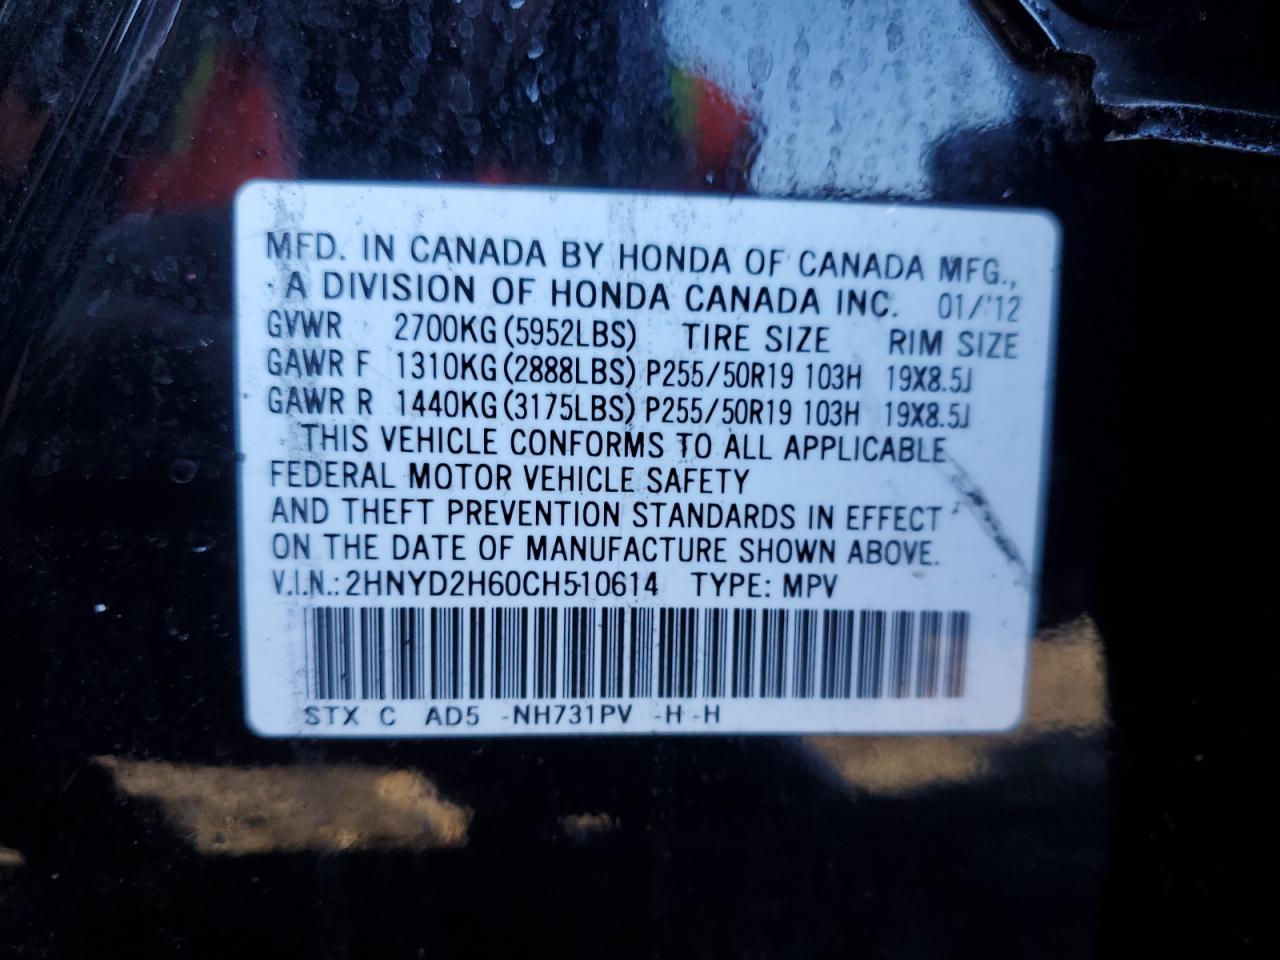 MFD. IN CANADA BY HONDA OF CANADA MFG.,
A DIVISION OF HONDA CANADA INC. 01/'12
GVWR 2700KG(5952LBS) TIRE SIZE RIM SIZE
GAWR F 1310KG(2888LBS) P255/50R19 103H 19X8.5J
GAWR R 1440KG(3175LBS) P255/50R19 103H 19X8.5J
THIS VEHICLE CONFORMS TO ALL APPLICABLE
FEDERAL MOTOR VEHICLE SAFETY
AND THEFT PREVENTION STANDARDS IN EFFECT
ON THE DATE OF MANUFACTURE SHOWN ABOVE.
V.I.N.: 2HNYD2H60CH510614 TYPE: MPV
STX C AD5 -NH731PV -H -H